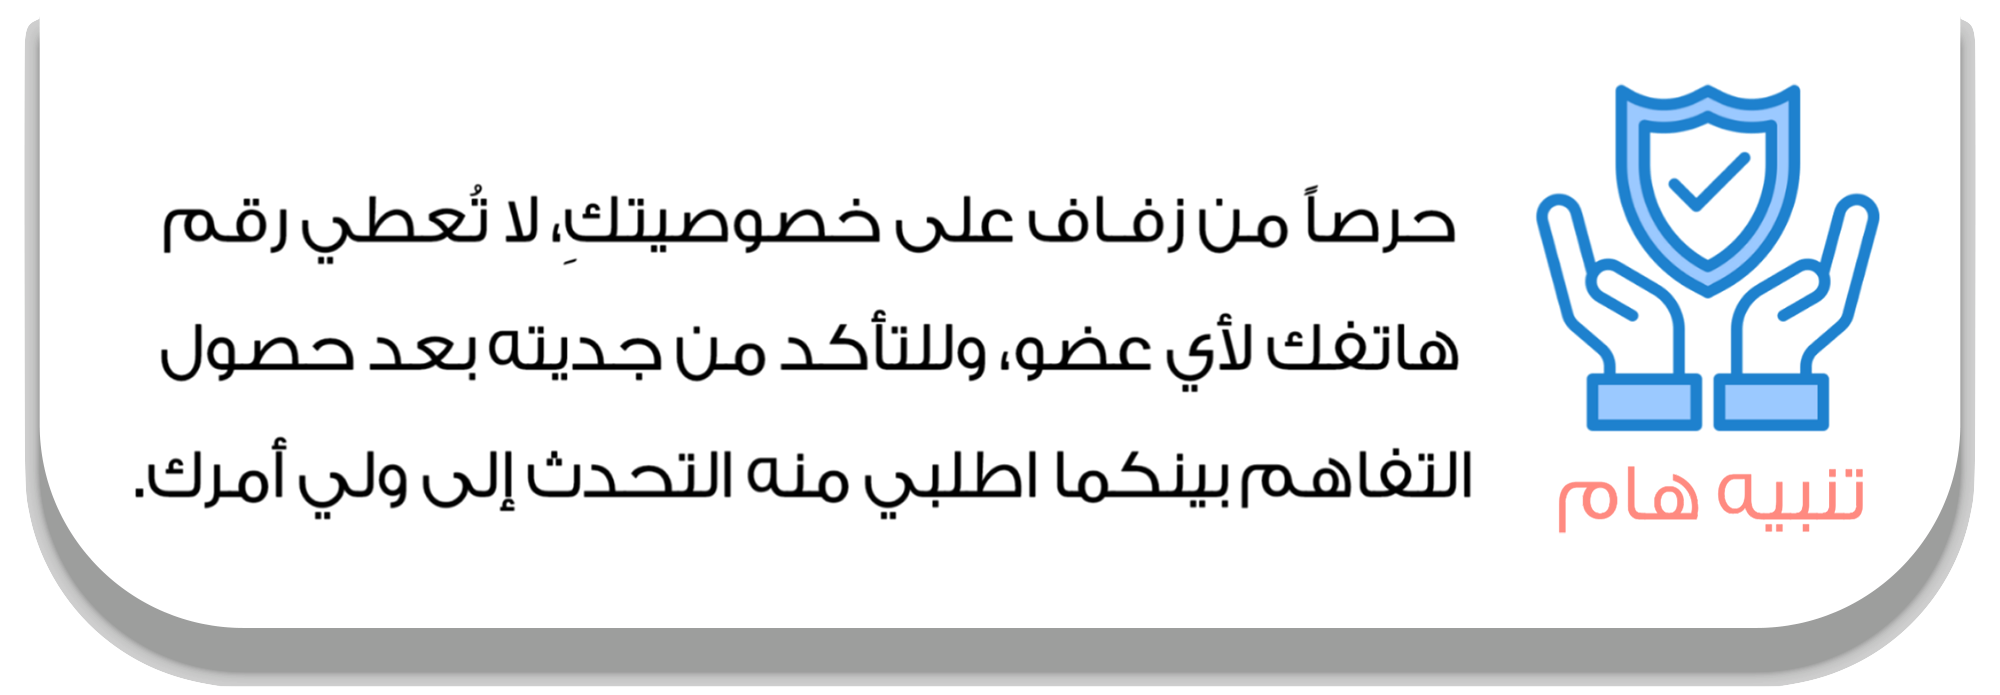 حرصاً من زفاف على خصوصيتكِ، لا تُعطي رقم
هاتفك لأي عضو، وللتأكد من جديته بعد حصول
التفاهم بينكما اطلبي منه التحدث إلى ولي أمرك.
تنبيه هام